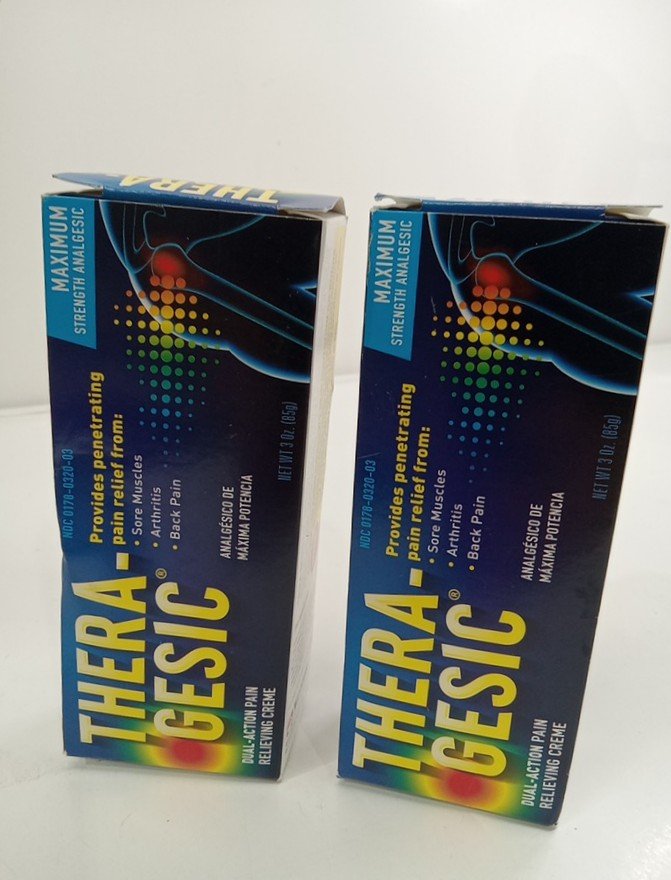 THERA-
MAXIMUM
STRENGTH ANALGESIC
NDC 0178-0320-03
Provides penetrating
pain relief from:
• Sore Muscles
• Arthritis
• Back Pain
THERA-
GESIC®
ANALGÉSICO DE
MÁXIMA POTENCIA
NET WT 3 Oz. (85g)
DUAL-ACTION PAIN
RELIEVING CREME
MAXIMUM
STRENGTH ANALGESIC
NDC 0178-0320-03
Provides penetrating
pain relief from:
• Sore Muscles
• Arthritis
• Back Pain
THERA-
GESIC®
ANALGÉSICO DE
MÁXIMA POTENCIA
NET WT 3 Oz. (85g)
DUAL-ACTION PAIN
RELIEVING CREME